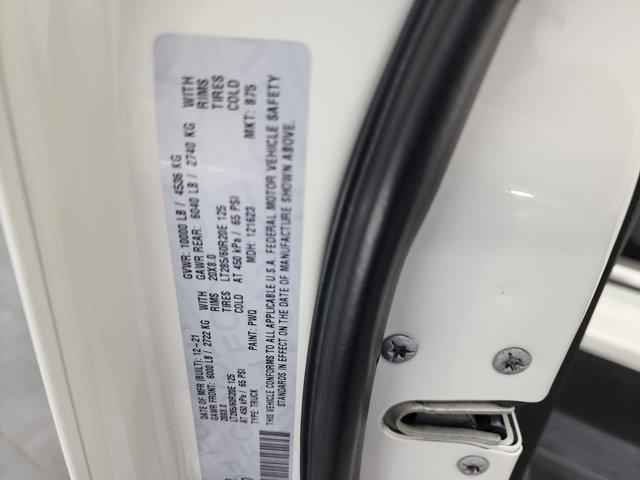 DATE OF MFR (BUILT): 12-21 GVWR: 10000 LB / 4536 KG
GAWR FRONT: 6000 LB / 2722 KG WITH GAWR REAR: 6040 LB / 2740 KG WITH
20X8.0 RIMS 20X8.0 RIMS
LT285/60R20E 125 TIRES LT285/60R20E 125 TIRES
AT 450 kPa / 65 PSI COLD AT 450 kPa / 65 PSI COLD
TYPE: TRUCK PAINT: PWQ MDH: 121623 MKT: 875
THIS VEHICLE CONFORMS TO ALL APPLICABLE U.S.A. FEDERAL MOTOR VEHICLE SAFETY
STANDARDS IN EFFECT ON THE DATE OF MANUFACTURE SHOWN ABOVE.